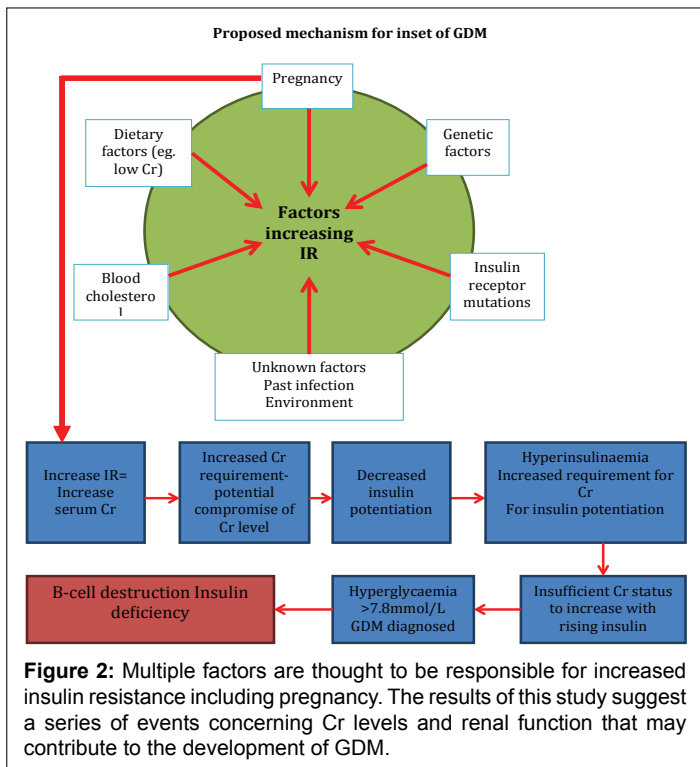 Proposed mechanism for inset of GDM
Pregnancy
Dietary
factors (eg.
low Cr)
Genetic
factors
Factors
increasing
IR
Blood
cholestero
l
Insulin
receptor
mutations
Unknown factors
Past infection
Environment
Increase IR=
Increase
serum Cr
Increased Cr
requirement-
potential
compromise of
Cr level
Decreased
insulin
potentiation
Hyperinsulinaemia
Increased requirement for
Cr
For insulin potentiation
Insufficient Cr status
to increase with
rising insulin
Hyperglycaemia
>7.8mmol/L
GDM diagnosed
B-cell destruction Insulin
deficiency
Figure 2: Multiple factors are thought to be responsible for increased
insulin resistance including pregnancy. The results of this study suggest
a series of events concerning Cr levels and renal function that may
contribute to the development of GDM.